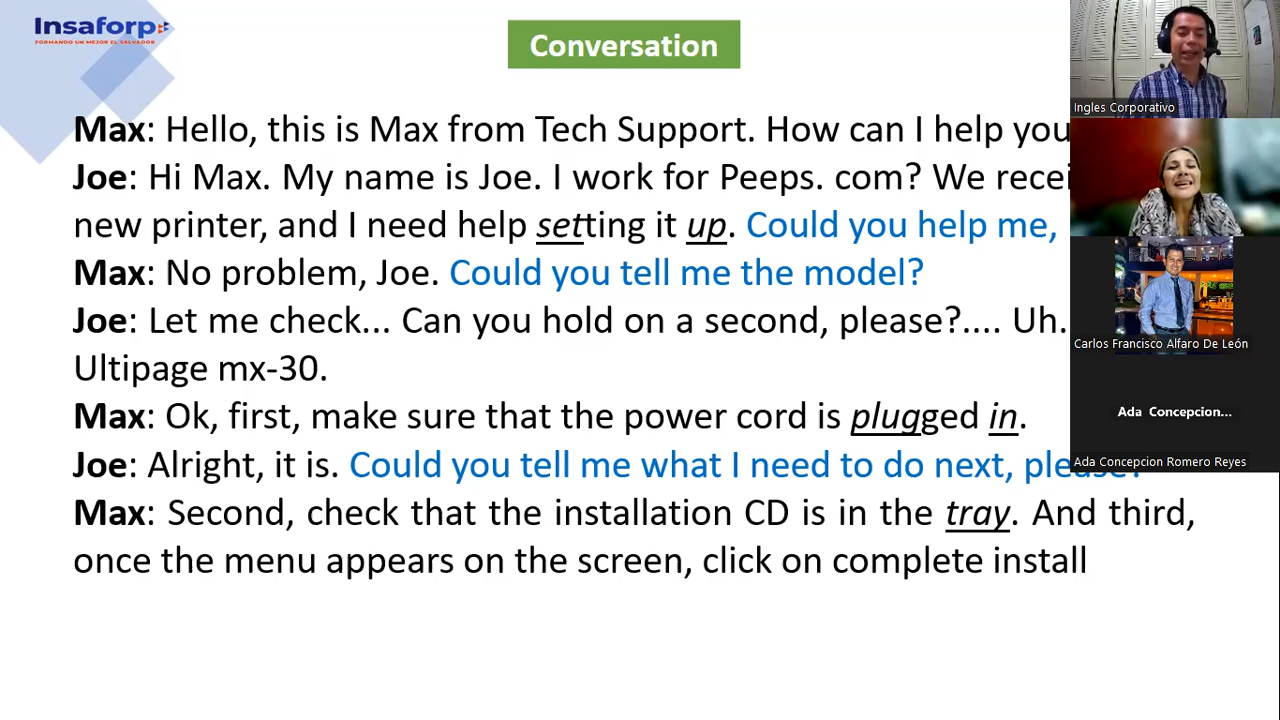 Insaforp
FORMANDO UN MEJOR EL SALVADOR
Conversation
Max: Hello, this is Max from Tech Support. How can I help you
Joe: Hi Max. My name is Joe. I work for Peeps. com? We recei
new printer, and I need help setting it up. Could you help me,
Max: No problem, Joe. Could you tell me the model?
Joe: Let me check... Can you hold on a second, please?.... Uh.
Ultipage mx-30.
Max: Ok, first, make sure that the power cord is plugged in.
Joe: Alright, it is. Could you tell me what I need to do next, please?
Max: Second, check that the installation CD is in the tray. And third,
once the menu appears on the screen, click on complete install
Ingles Corporativo
Carlos Francisco Alfaro De León
Ada Concepcion...
Ada Concepcion Romero Reyes